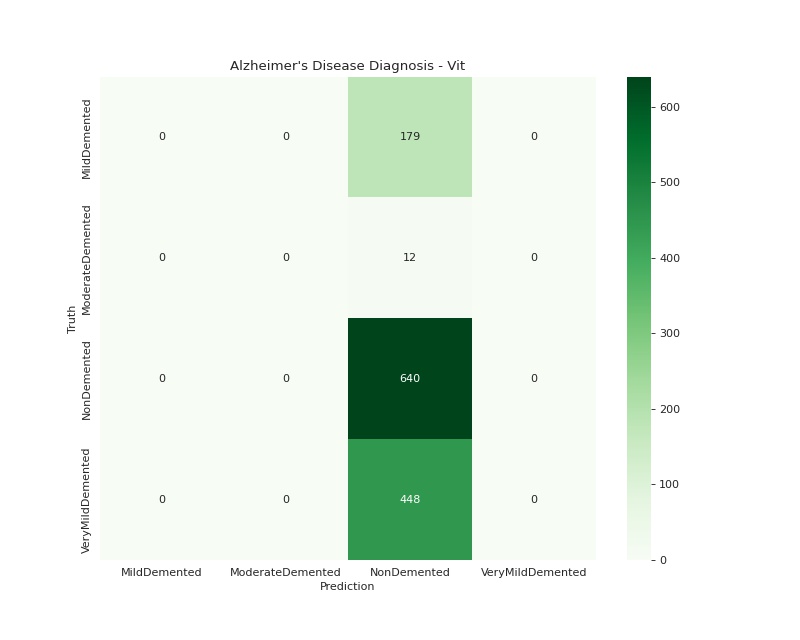 Alzheimer's Disease Diagnosis - Vit
Truth
MildDemented
ModerateDemented
NonDemented
VeryMildDemented
0 0 179 0
0 0 12 0
0 0 640 0
0 0 448 0
MildDemented ModerateDemented NonDemented VeryMildDemented
Prediction
600
500
400
300
200
100
0